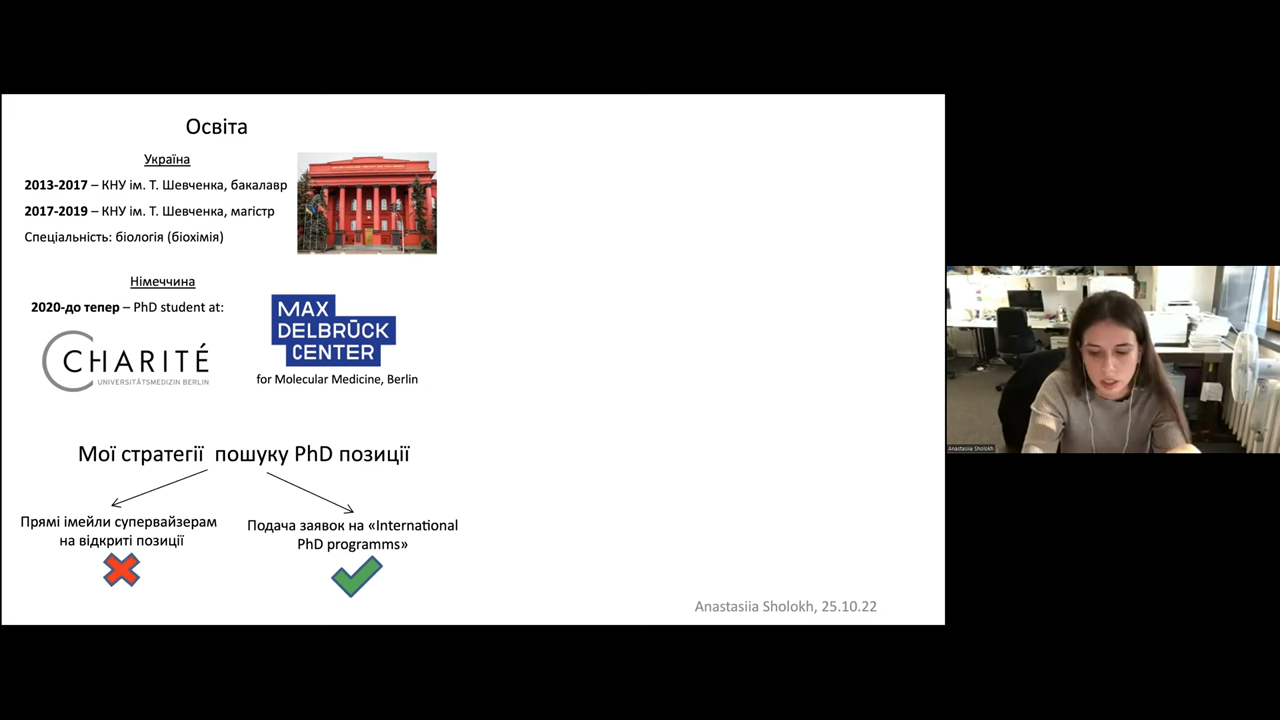 Освіта
Україна
2013-2017 – КНУ ім. Т. Шевченка, бакалавр
2017-2019 – КНУ ім. Т. Шевченка, магістр
Спеціальність: біологія (біохімія)
Німеччина
2020-до тепер – PhD student at:
CHARITÉ
UNIVERSITÄTSMEDIZIN BERLIN
MAX
DELBRÜCK
CENTER
for Molecular Medicine, Berlin
Мої стратегії пошуку PhD позиції
Прямі імейли супервайзерам
на відкриті позиції
Подача заявок на «International
PhD programms»
Anastasiia Sholokh, 25.10.22
Anastasiia Sholokh